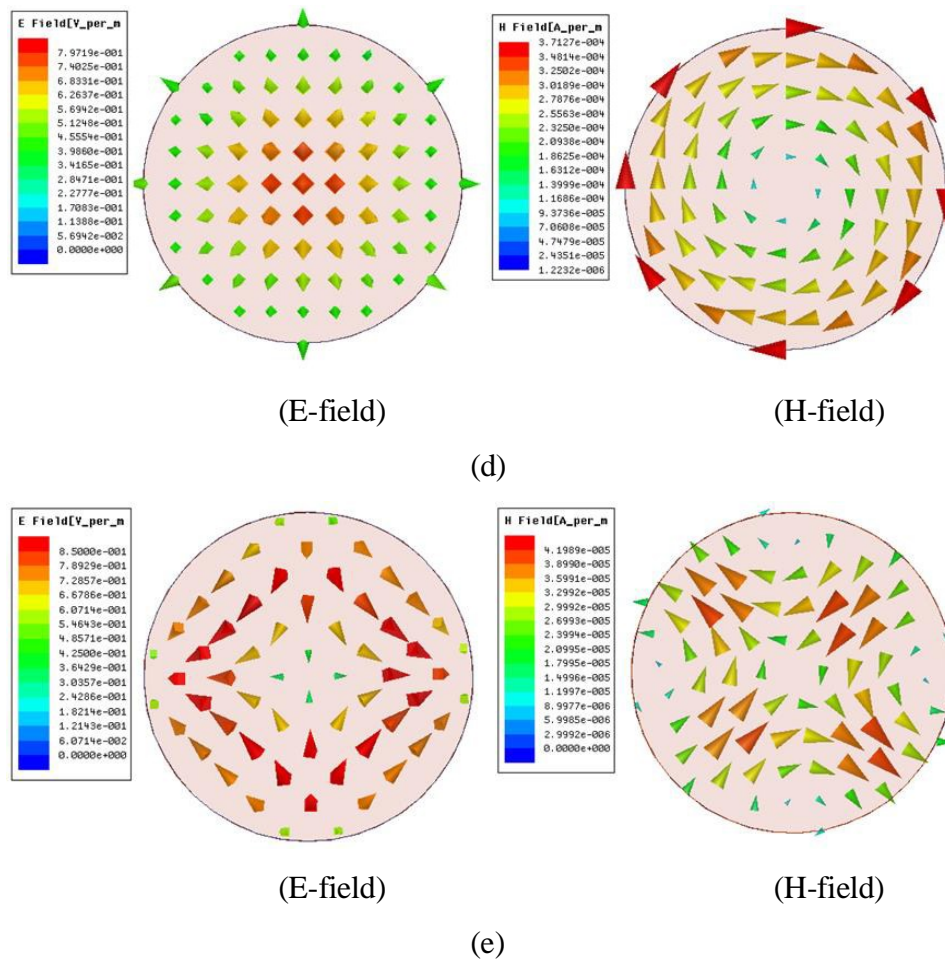 E Field[V_per_m
7.9719e-001
7.4025e-001
6.8331e-001
6.2637e-001
5.6942e-001
5.1248e-001
4.5554e-001
3.9860e-001
3.4165e-001
2.8471e-001
2.2777e-001
1.7083e-001
1.1388e-001
5.6942e-002
0.0000e+000
H Field[A_per_m
3.7127e-004
3.4814e-004
3.2502e-004
3.0189e-004
2.7876e-004
2.5563e-004
2.3250e-004
2.0938e-004
1.8625e-004
1.6312e-004
1.3999e-004
1.1686e-004
9.3736e-005
7.0608e-005
4.7479e-005
2.4351e-005
1.2232e-006
(E-field)
(H-field)
(d)
E Field[V_per_m
8.5000e-001
7.8929e-001
7.2857e-001
6.6786e-001
6.0714e-001
5.4643e-001
4.8571e-001
4.2500e-001
3.6429e-001
3.0357e-001
2.4286e-001
1.8214e-001
1.2143e-001
6.0714e-002
0.0000e+000
H Field[A_per_m
4.1989e-005
3.8990e-005
3.5991e-005
3.2992e-005
2.9992e-005
2.6993e-005
2.3994e-005
2.0995e-005
1.7995e-005
1.4996e-005
1.1997e-005
8.9977e-006
5.9985e-006
2.9992e-006
0.0000e+000
(E-field)
(H-field)
(e)